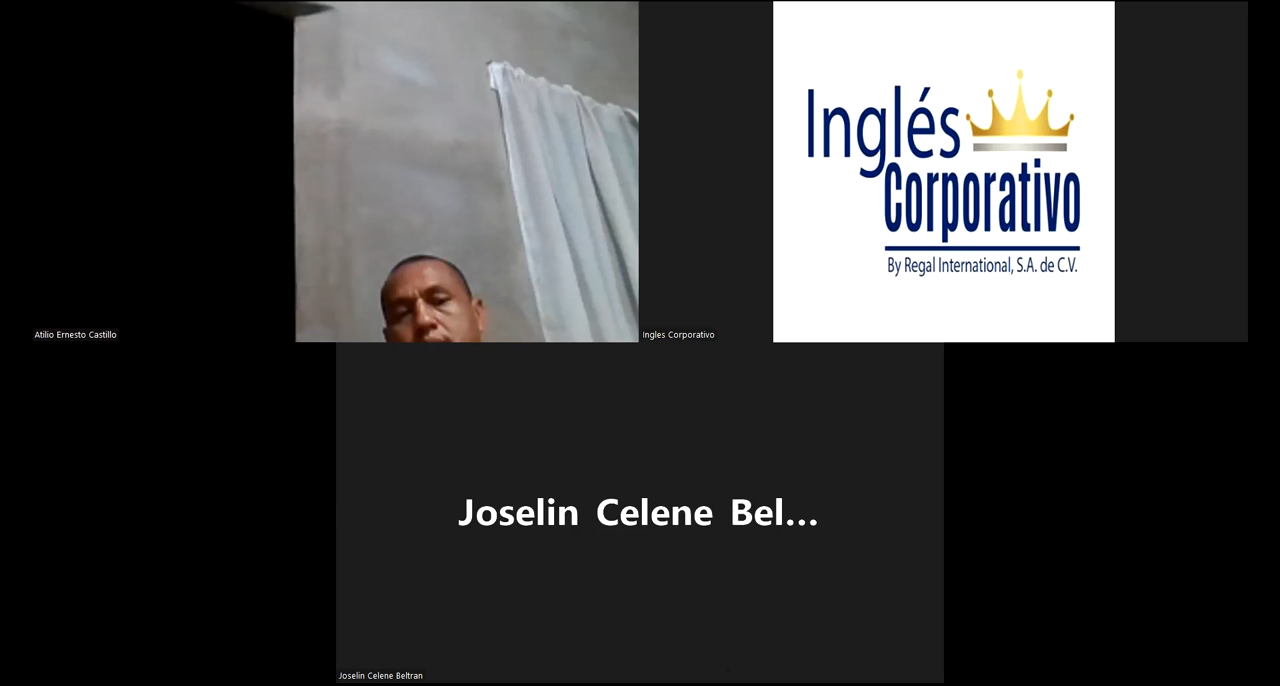 Inglés
Corporativo
By Regal International, S.A. de C.V.
Atilio Ernesto Castillo
Ingles Corporativo
Joselin Celene Bel...
Joselin Celene Beltran